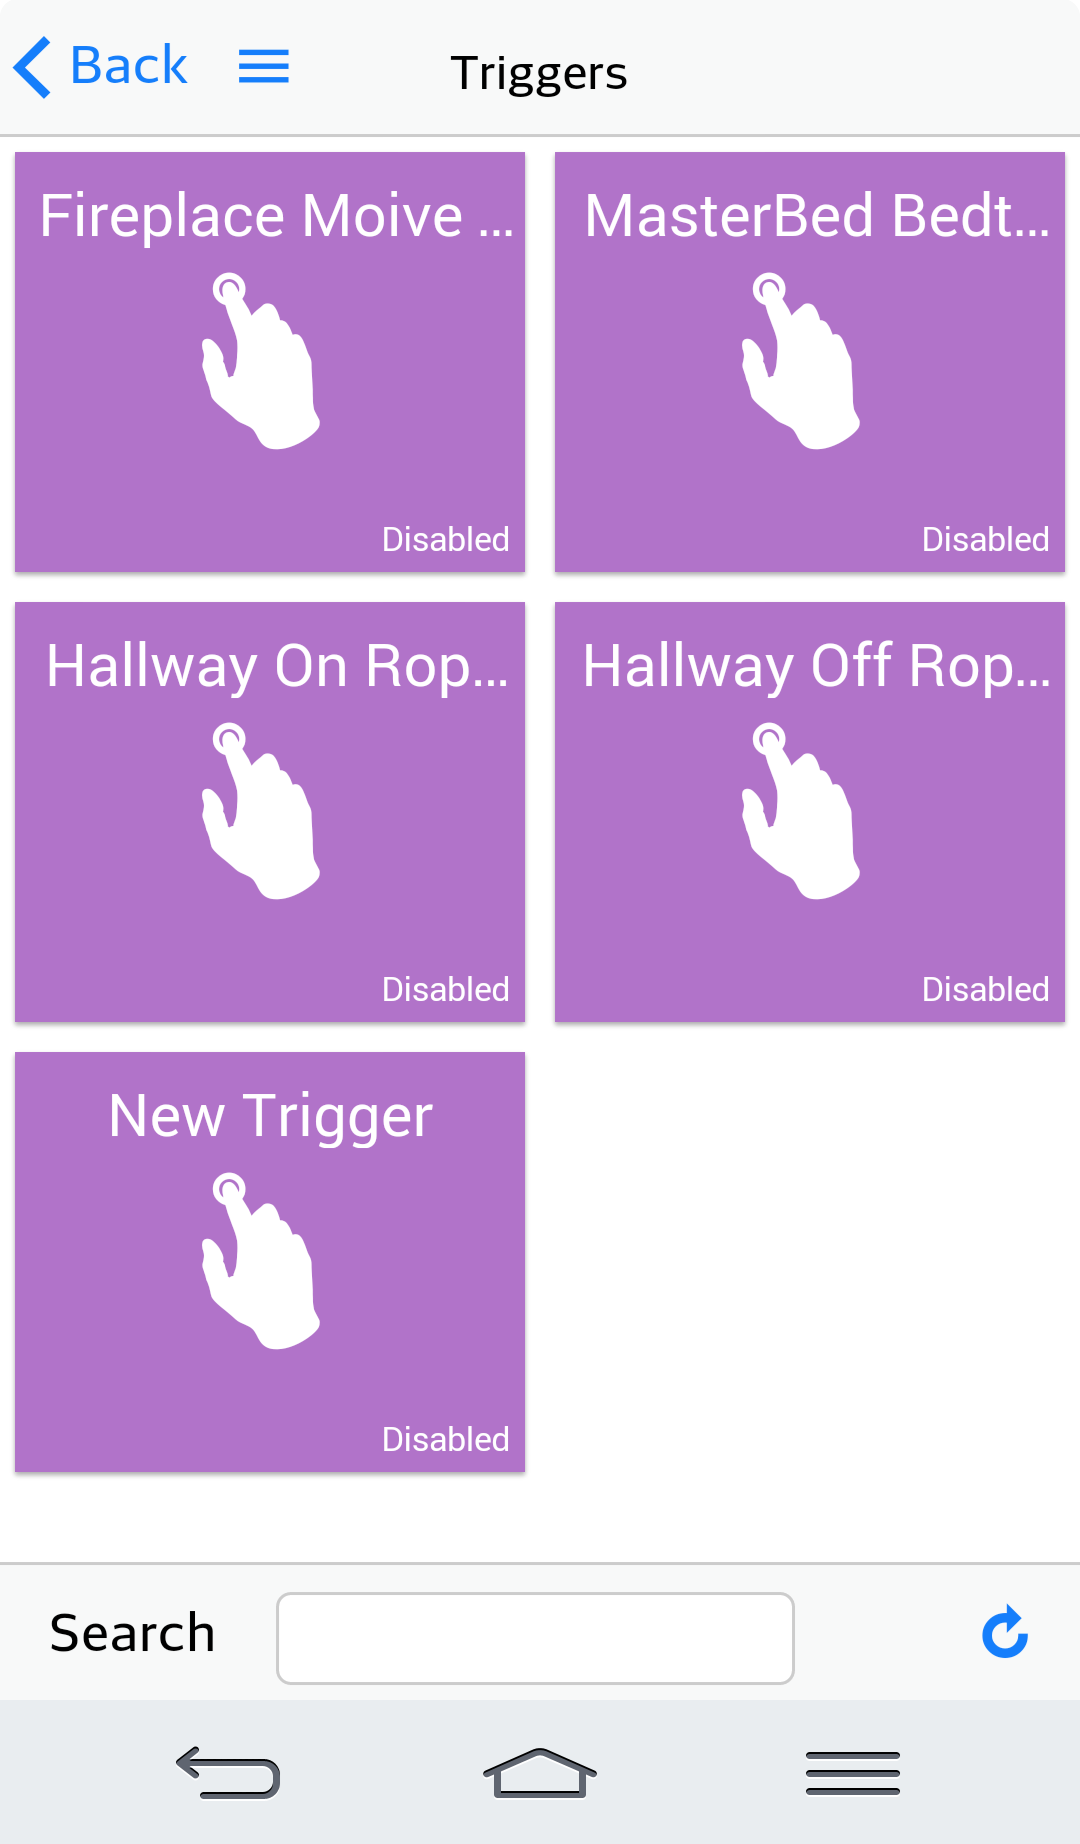 Back
Triggers
Fireplace Moive ...
MasterBed Bedt...
Disabled
Disabled
Hallway On Rop...
Hallway Off Rop...
Disabled
Disabled
New Trigger
Disabled
Search